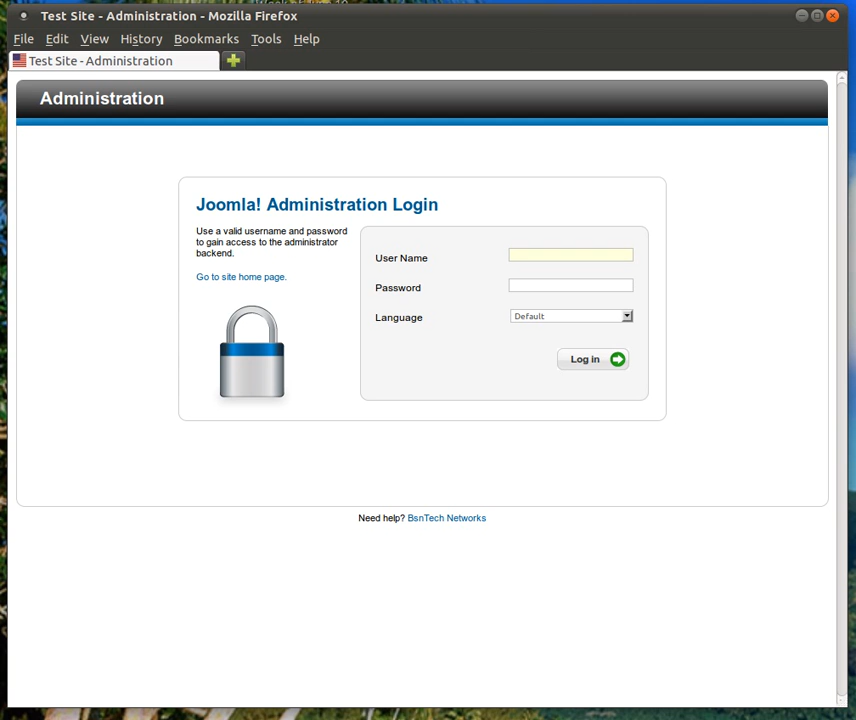 Test Site - Administration - Mozilla Firefox
File Edit View History Bookmarks Tools Help
Test Site - Administration
Administration
Joomla! Administration Login
Use a valid username and password
to gain access to the administrator
backend.
Go to site home page.
User Name
Password
Language
Default
Log in
Need help? BsnTech Networks